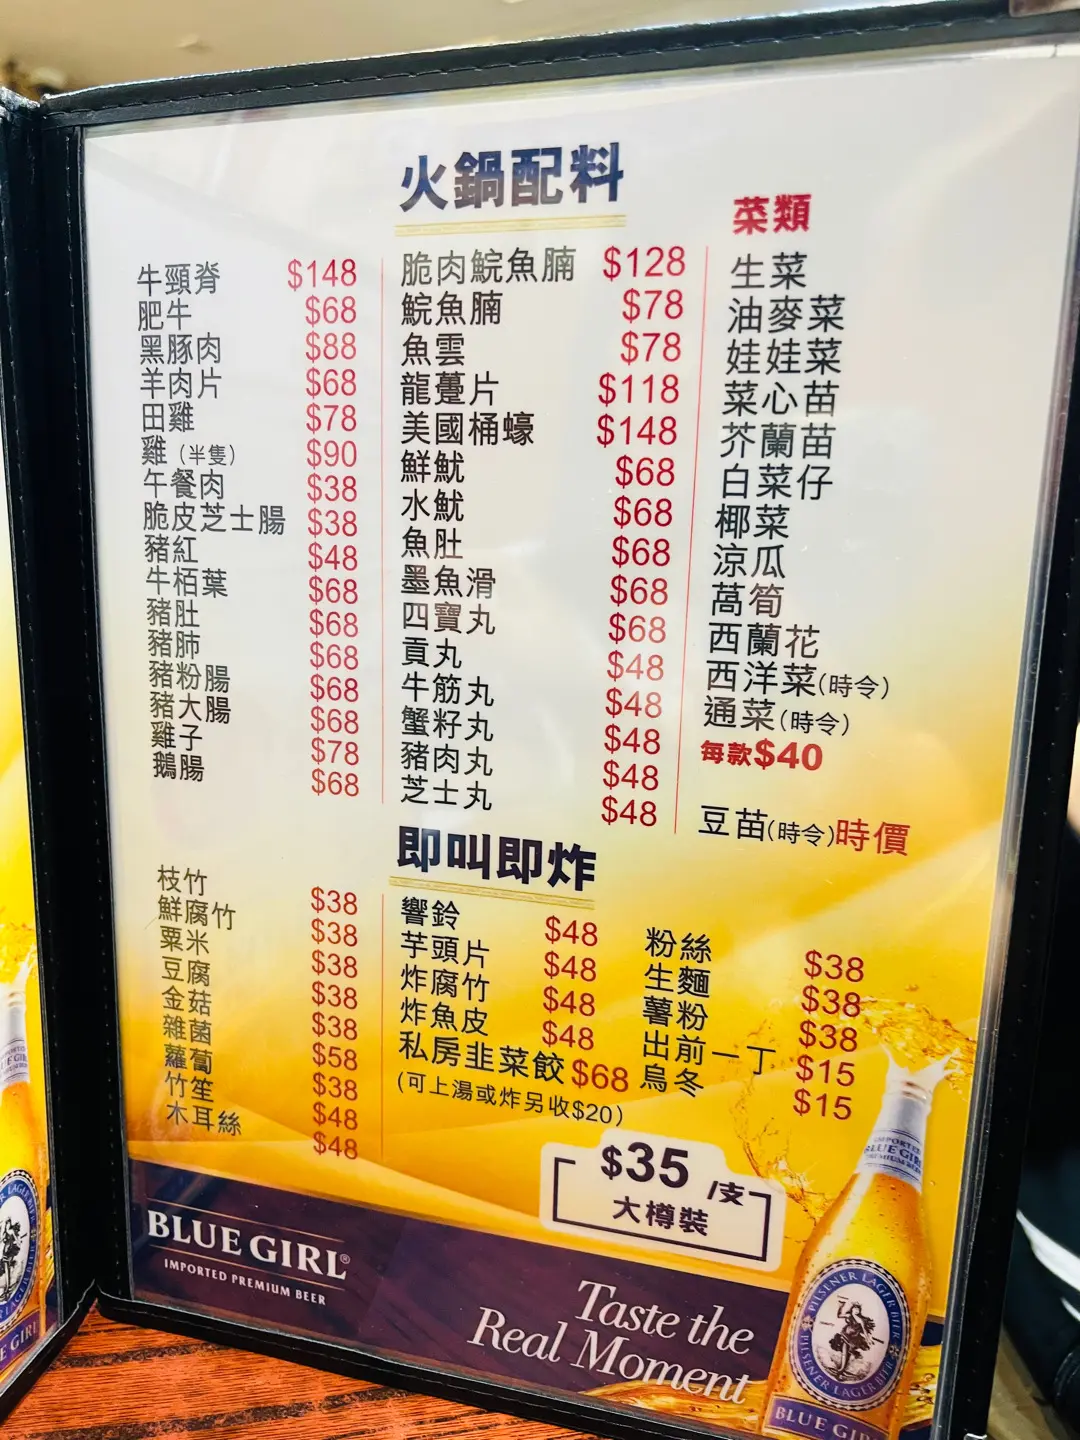 火鍋配料
牛頸脊 $148
肥牛 $68
黑豚肉 $88
羊肉片 $68
田雞 $78
雞（半隻） $90
午餐肉 $38
脆皮芝士腸 $38
豬紅 $48
牛栢葉 $68
豬肚 $68
豬肺 $68
豬粉腸 $68
豬大腸 $68
雞子 $78
鵝腸 $68
脆肉鯇魚腩 $128
鯇魚腩 $78
魚雲 $78
龍躉片 $118
美國桶蠔 $148
鮮魷 $68
水魷 $68
魚肚 $68
墨魚滑 $68
四寶丸 $68
貢丸 $48
牛筋丸 $48
蟹籽丸 $48
豬肉丸 $48
芝士丸 $48
菜類
生菜
油麥菜
娃娃菜
菜心苗
芥蘭苗
白菜仔
椰菜
涼瓜
萵筍
西蘭花
西洋菜(時令)
通菜(時令)
每款$40
豆苗(時令)時價
枝竹 $38
鮮腐竹 $38
粟米 $38
豆腐 $38
金菇 $38
雜菌 $58
蘿蔔 $38
竹笙 $48
木耳絲 $48
即叫即炸
響鈴 $48
芋頭片 $48
炸腐竹 $48
炸魚皮 $48
私房韭菜餃 $68
(可上湯或炸另收$20)
粉絲 $38
生麵 $38
薯粉 $38
出前一丁 $15
烏冬 $15
$35/支
大樽裝
BLUE GIRL®
IMPORTED PREMIUM BEER
Taste the
Real Moment
IMPORTED
BLUE GIRL
PREMIUM BEER
PILSENER LAGER BIER
PILSENER LAGER BIER
BLUE GIR